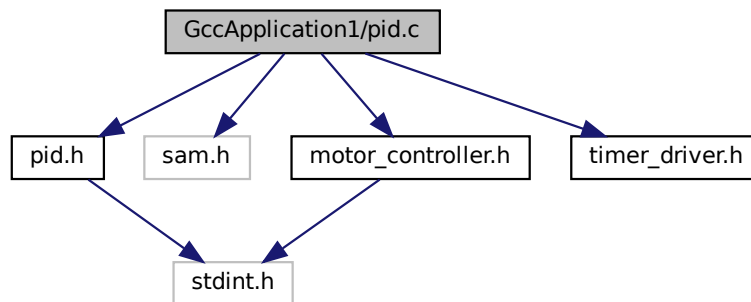 GccApplication1/pid.c
pid.h
sam.h
motor_controller.h
timer_driver.h
stdint.h